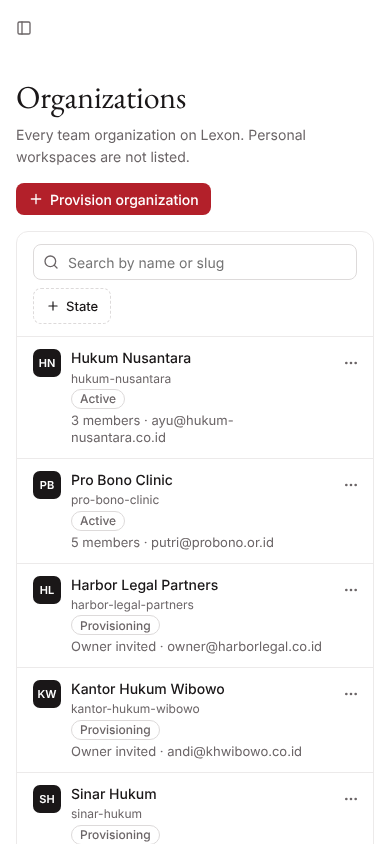 Organizations
Every team organization on Lexon. Personal
workspaces are not listed.
+ Provision organization
Search by name or slug
+ State
HN
Hukum Nusantara
hukum-nusantara
Active
3 members · ayu@hukum-
nusantara.co.id
PB
Pro Bono Clinic
pro-bono-clinic
Active
5 members · putri@probono.or.id
HL
Harbor Legal Partners
harbor-legal-partners
Provisioning
Owner invited · owner@harborlegal.co.id
KW
Kantor Hukum Wibowo
kantor-hukum-wibowo
Provisioning
Owner invited · andi@khwibowo.co.id
SH
Sinar Hukum
sinar-hukum
Provisioning